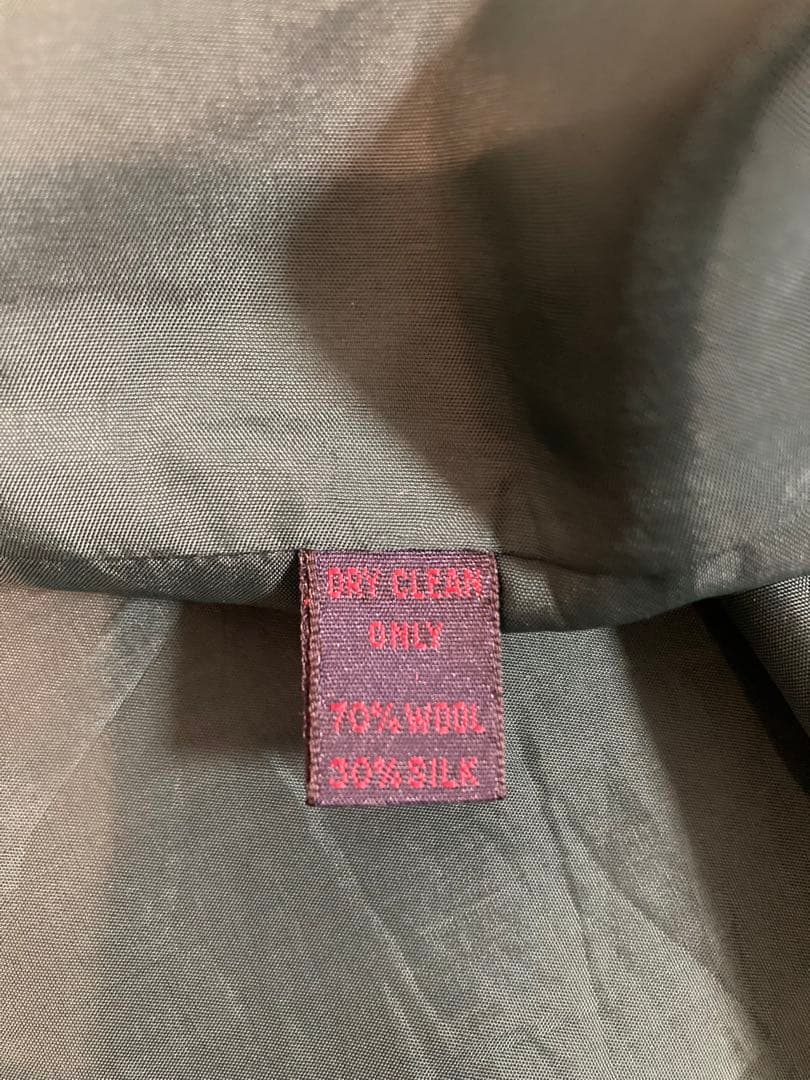 DRY CLEAN
ONLY
70% WOOL
30% SILK